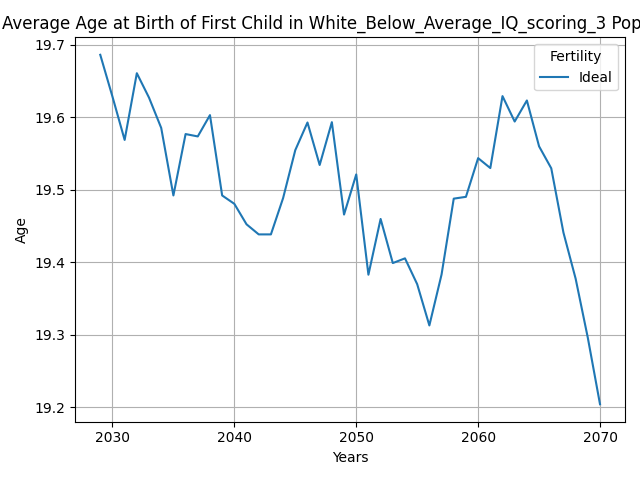 Average Age at Birth of First Child in White_Below_Average_IQ_scoring_3 Pop
19.7
19.6
19.5
19.4
19.3
19.2
Age
Fertility
Ideal
2030 2040 2050 2060 2070
Years